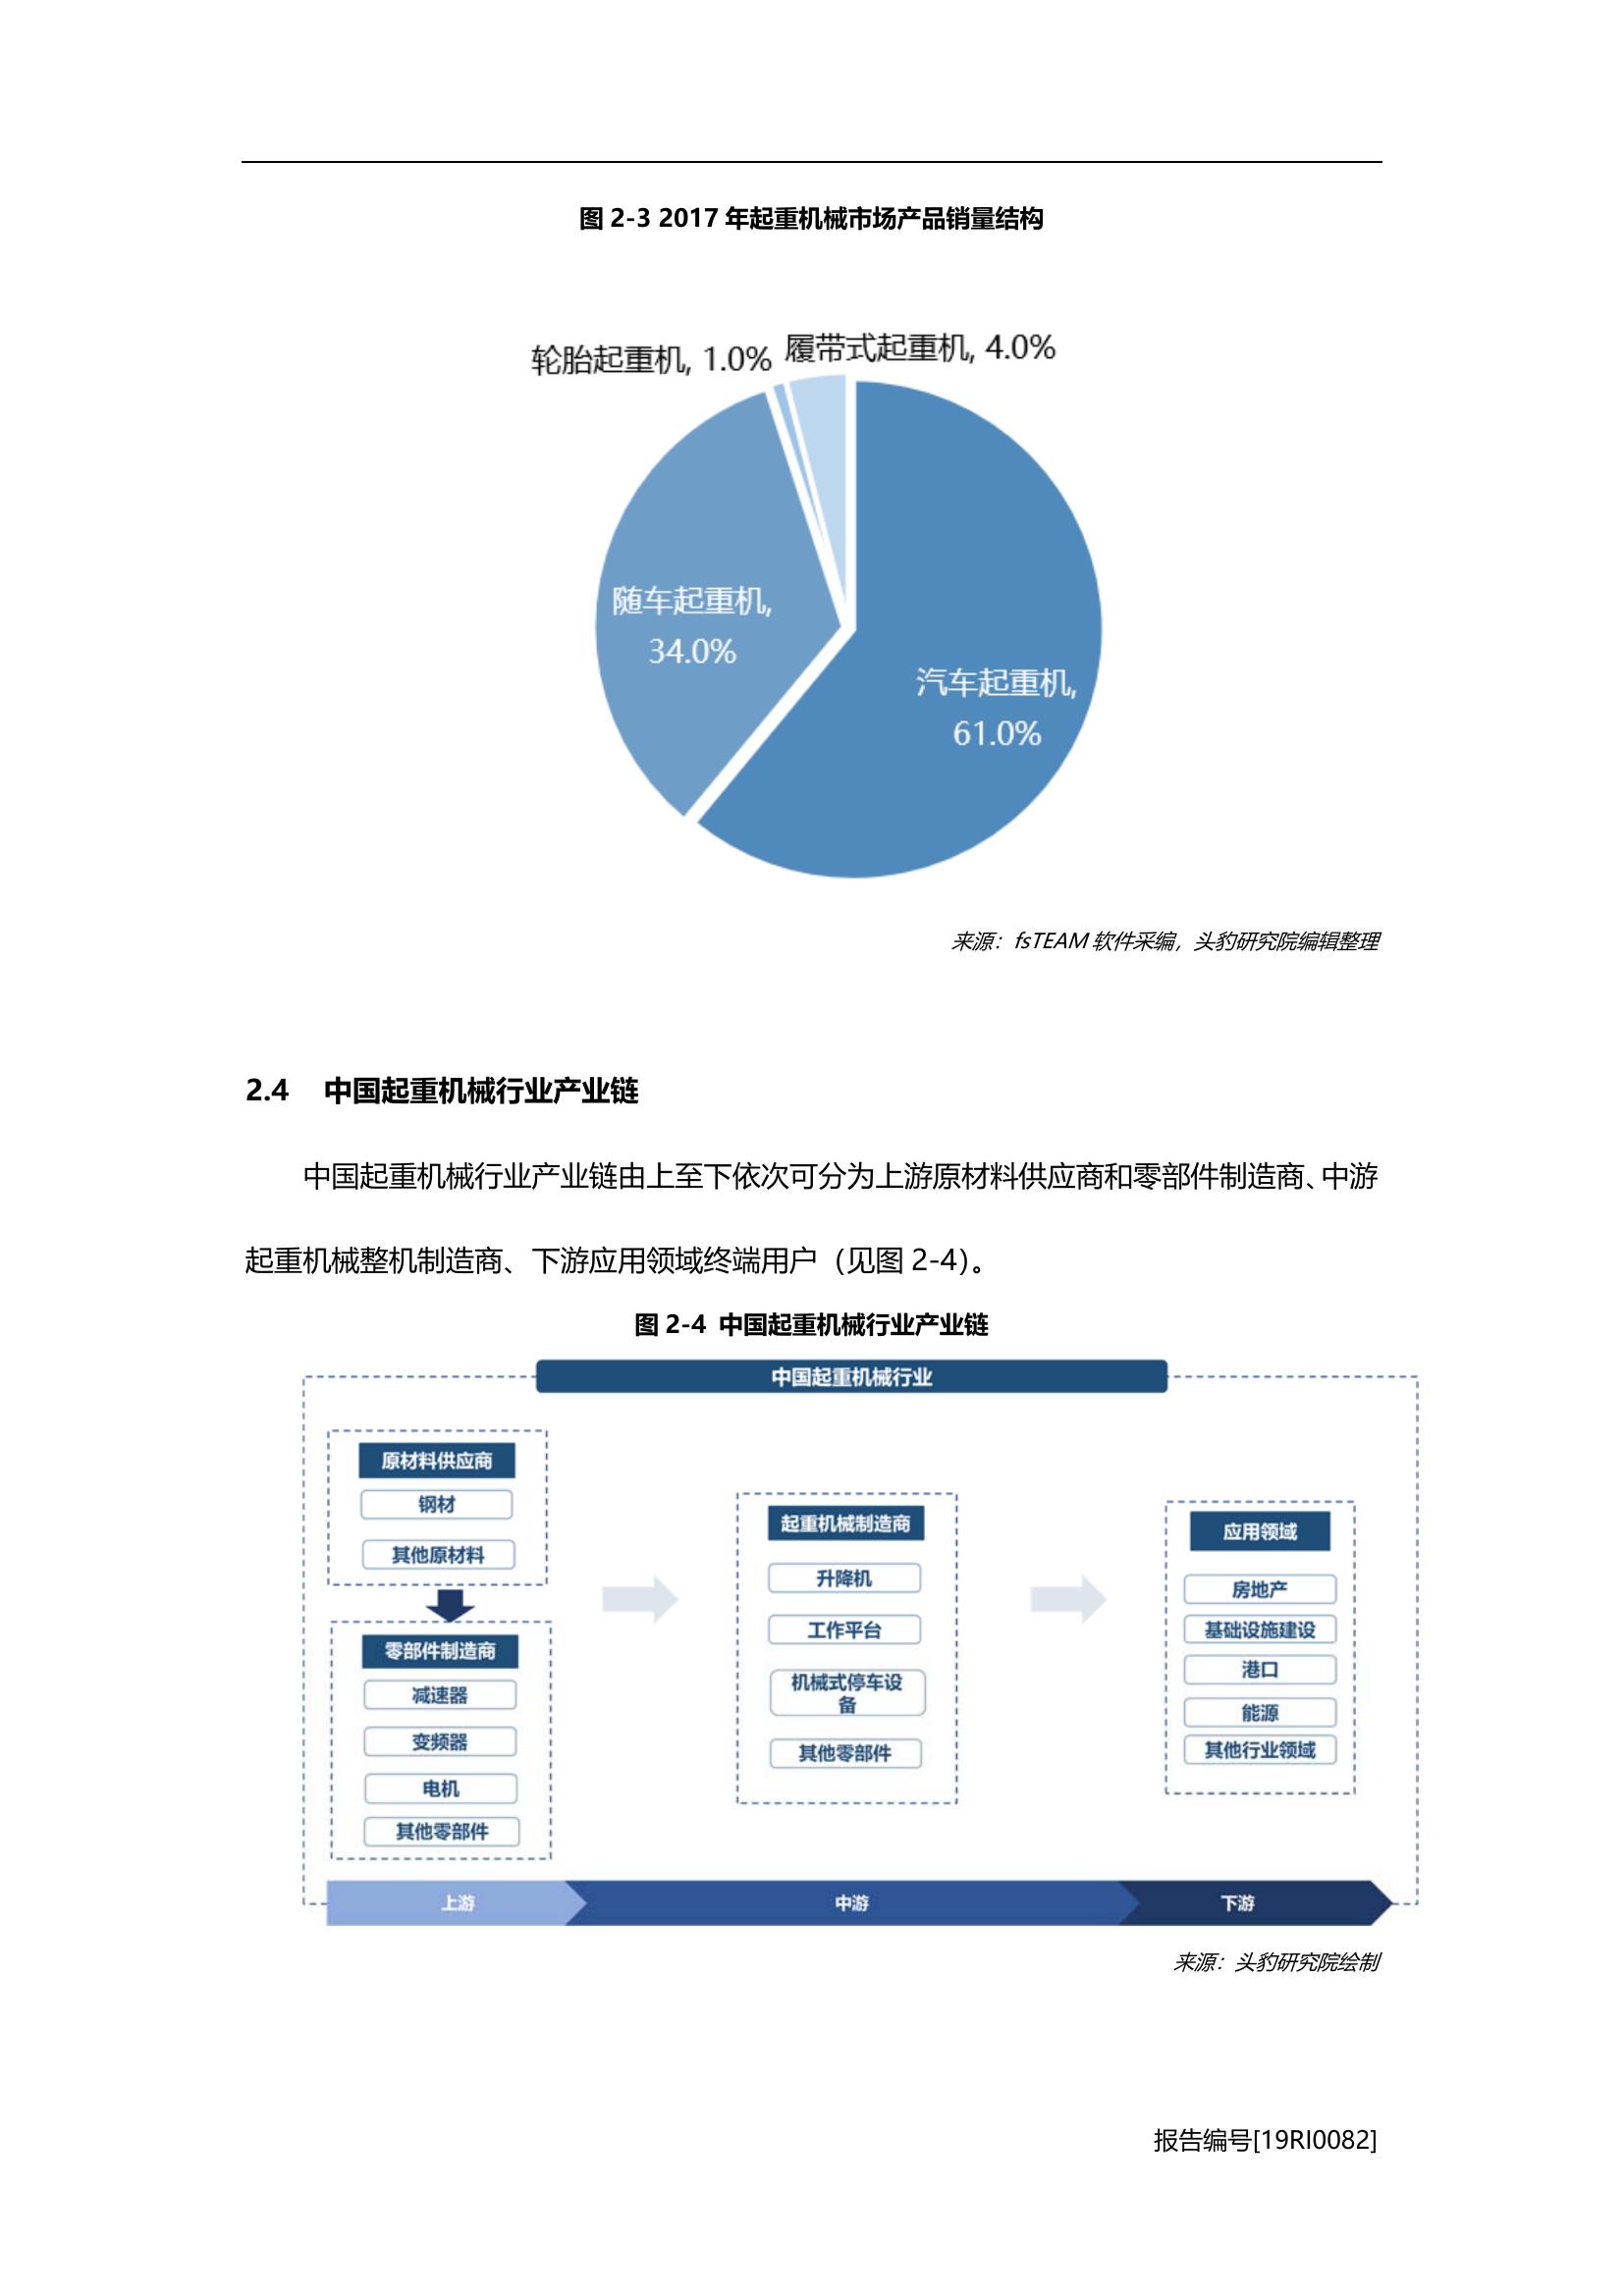 图 2-3 2017 年起重机械市场产品销量结构
轮胎起重机, 1.0%
履带式起重机, 4.0%
随车起重机,
34.0%
汽车起重机,
61.0%
来源：fsTEAM 软件采编，头豹研究院编辑整理
2.4 中国起重机械行业产业链
中国起重机械行业产业链由上至下依次可分为上游原材料供应商和零部件制造商、中游
起重机械整机制造商、下游应用领域终端用户（见图 2-4）。
图 2-4 中国起重机械行业产业链
中国起重机械行业
原材料供应商
钢材
其他原材料
零部件制造商
减速器
变频器
电机
其他零部件
起重机械制造商
升降机
工作平台
机械式停车设
备
其他零部件
应用领域
房地产
基础设施建设
港口
能源
其他行业领域
上游
中游
下游
来源：头豹研究院绘制
报告编号[19RI0082]